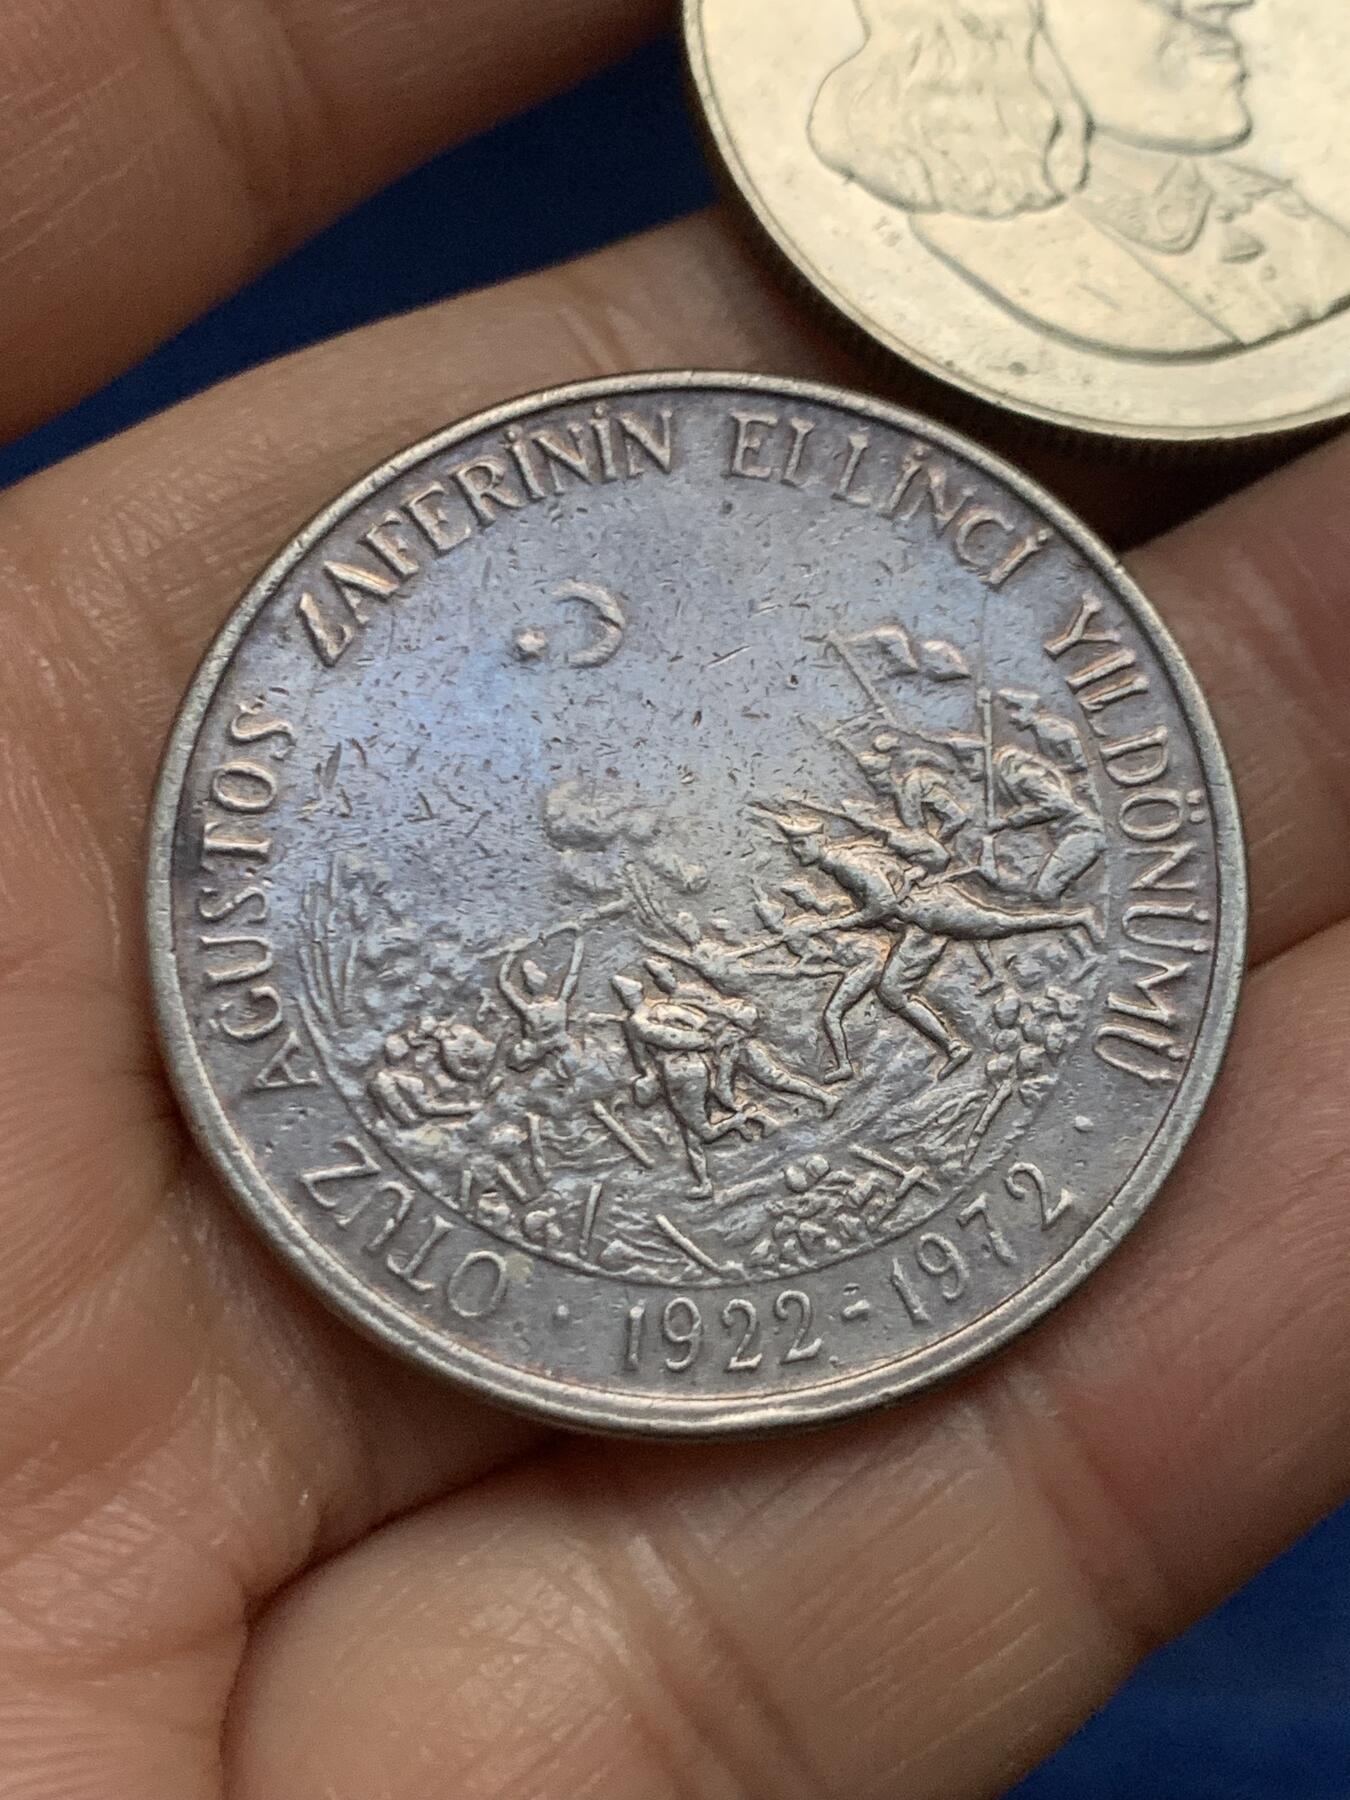 OTUZ AĞUSTOS ZAFERİNİN ELLİNCİ YILDÖNÜMÜ
· 1922-1972 ·